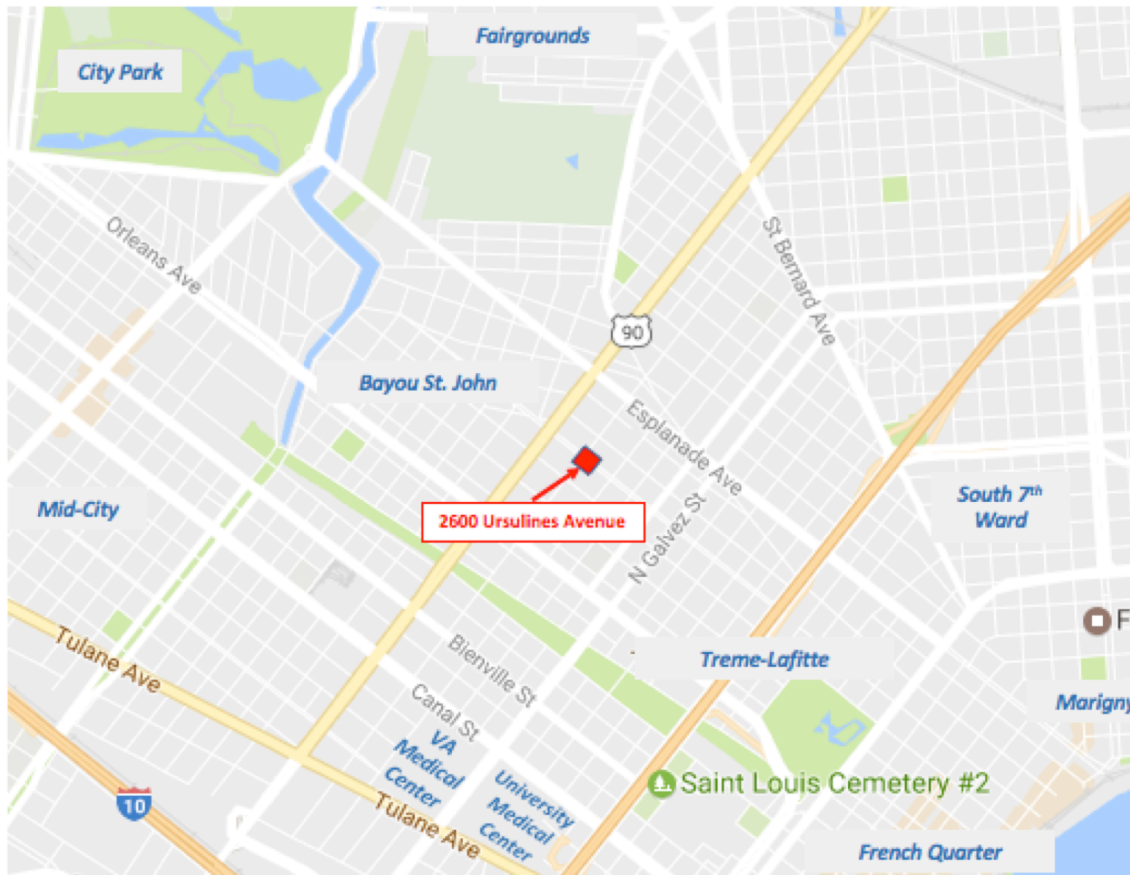 Fairgrounds
City Park
Orleans Ave
St Bernard Ave
90
Bayou St. John
Esplanade Ave
2600 Ursulines Avenue
Mid-City
South 7th
Ward
N Galvez St
F
Tulane Ave
Bienville St
Treme-Lafitte
Canal St
Marigny
VA
Medical
Center
University
Medical
Center
Saint Louis Cemetery #2
10
Tulane Ave
French Quarter